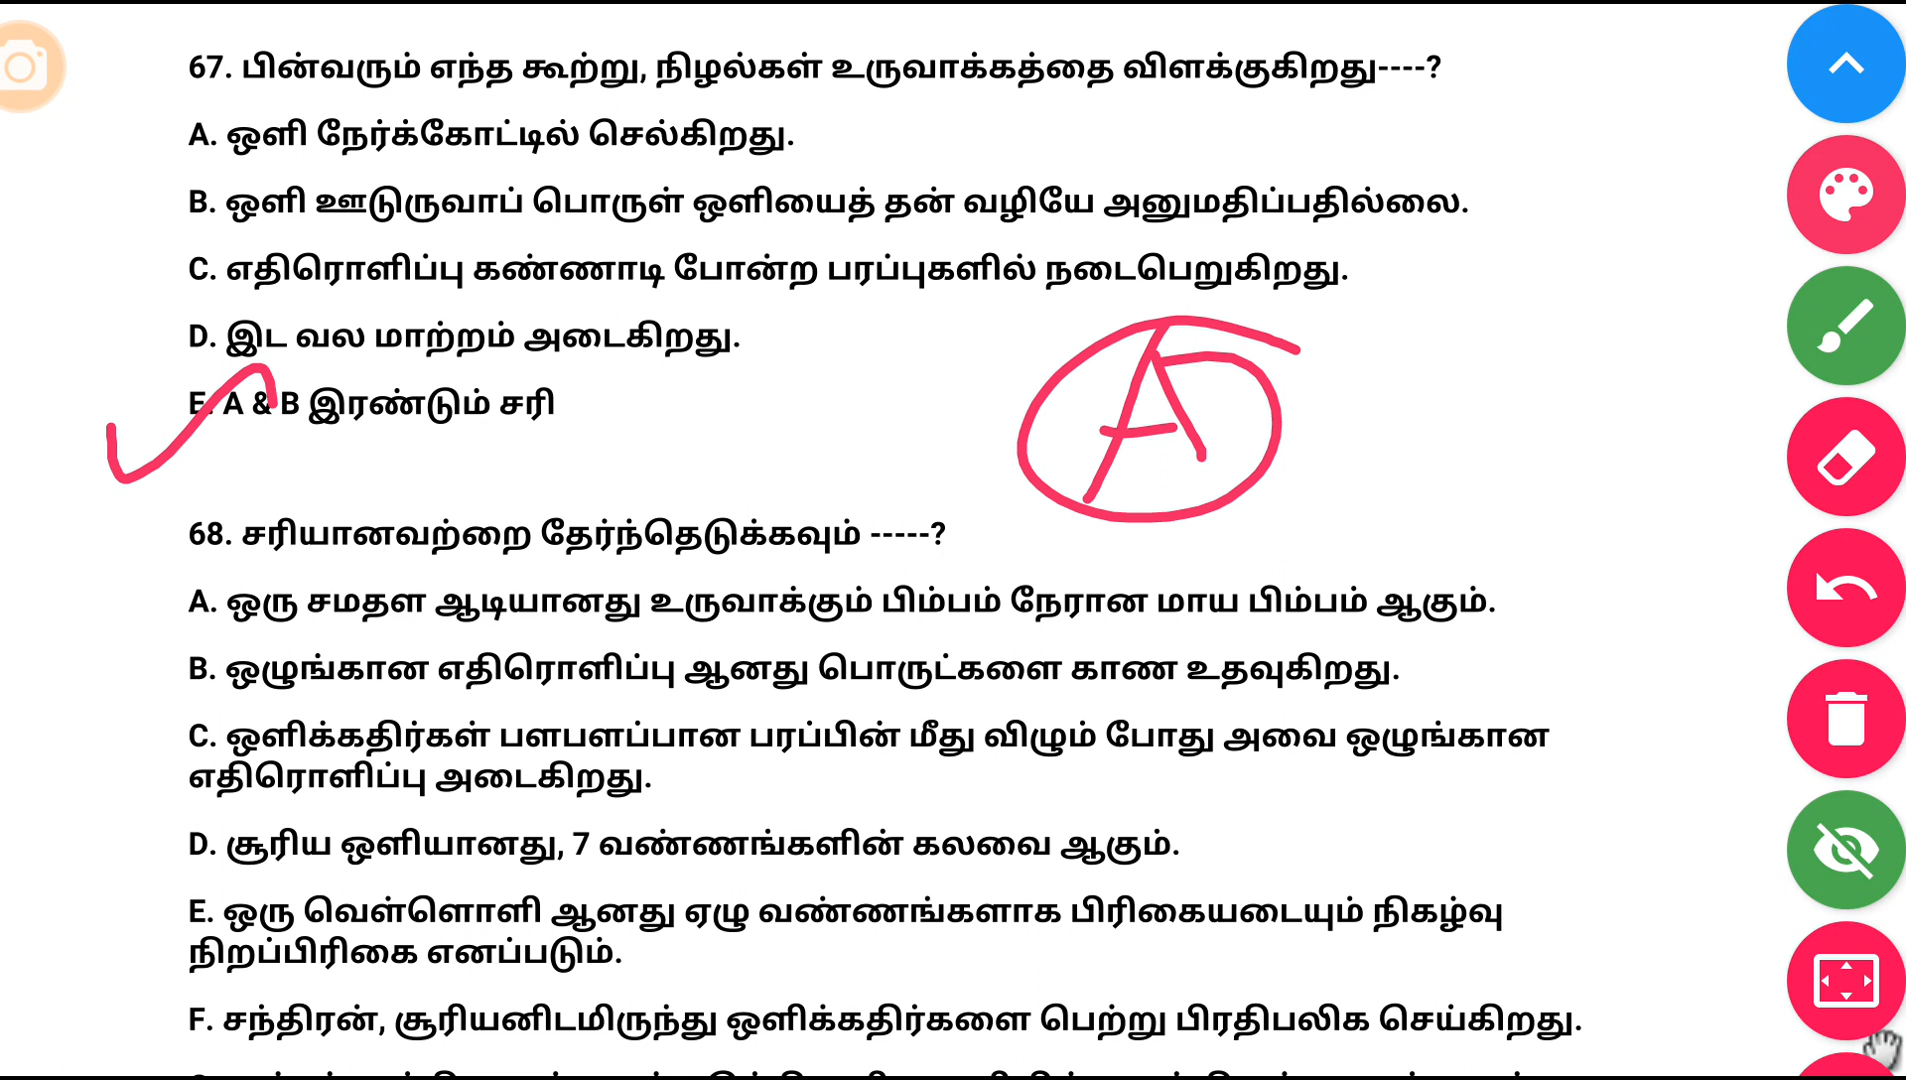 67. பின்வரும் எந்த கூற்று, நிழல்கள் உருவாக்கத்தை விளக்குகிறது----?
A. ஒளி நேர்க்கோட்டில் செல்கிறது.
B. ஒளி ஊடுருவாப் பொருள் ஒளியைத் தன் வழியே அனுமதிப்பதில்லை.
C. எதிரொளிப்பு கண்ணாடி போன்ற பரப்புகளில் நடைபெறுகிறது.
D. இட வல மாற்றம் அடைகிறது.
E. A & B இரண்டும் சரி
68. சரியானவற்றை தேர்ந்தெடுக்கவும் -----?
A. ஒரு சமதள ஆடியானது உருவாக்கும் பிம்பம் நேரான மாய பிம்பம் ஆகும்.
B. ஒழுங்கான எதிரொளிப்பு ஆனது பொருட்களை காண உதவுகிறது.
C. ஒளிக்கதிர்கள் பளபளப்பான பரப்பின் மீது விழும் போது அவை ஒழுங்கான
எதிரொளிப்பு அடைகிறது.
D. சூரிய ஒளியானது, 7 வண்ணங்களின் கலவை ஆகும்.
E. ஒரு வெள்ளொளி ஆனது ஏழு வண்ணங்களாக பிரிகையடையும் நிகழ்வு
நிறப்பிரிகை எனப்படும்.
F. சந்திரன், சூரியனிடமிருந்து ஒளிக்கதிர்களை பெற்று பிரதிபலிக செய்கிறது.